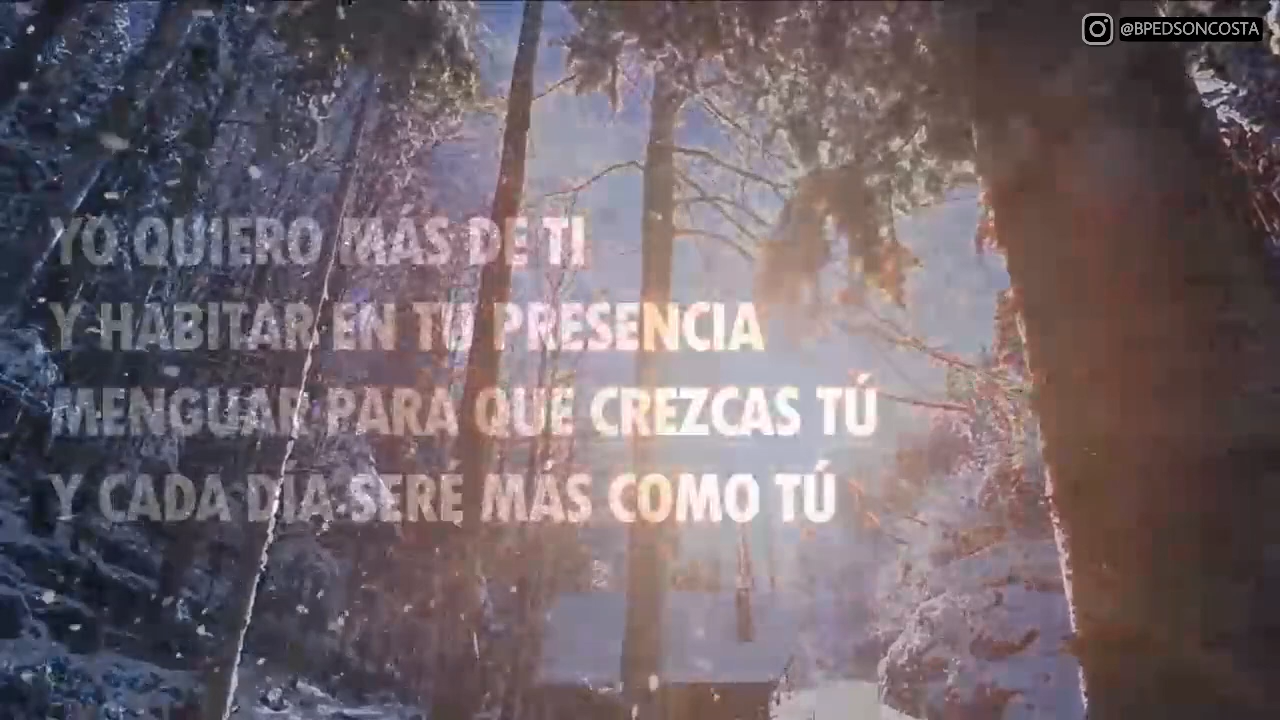 @BPEDSONCOSTA
YO QUIERO MÁS DE TI
Y HABITAR EN TU PRESENCIA
MENGUAR PARA QUE CREZCAS TÚ
Y CADA DIA SERÉ MÁS COMO TÚ